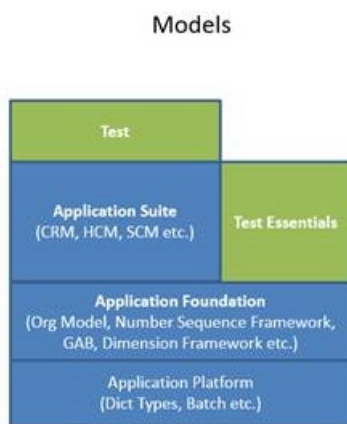 Models
Test
Application Suite
(CRM, HCM, SCM etc.)
Test Essentials
Application Foundation
(Org Model, Number Sequence Framework,
GAB, Dimension Framework etc.)
Application Platform
(Dict Types, Batch etc.)